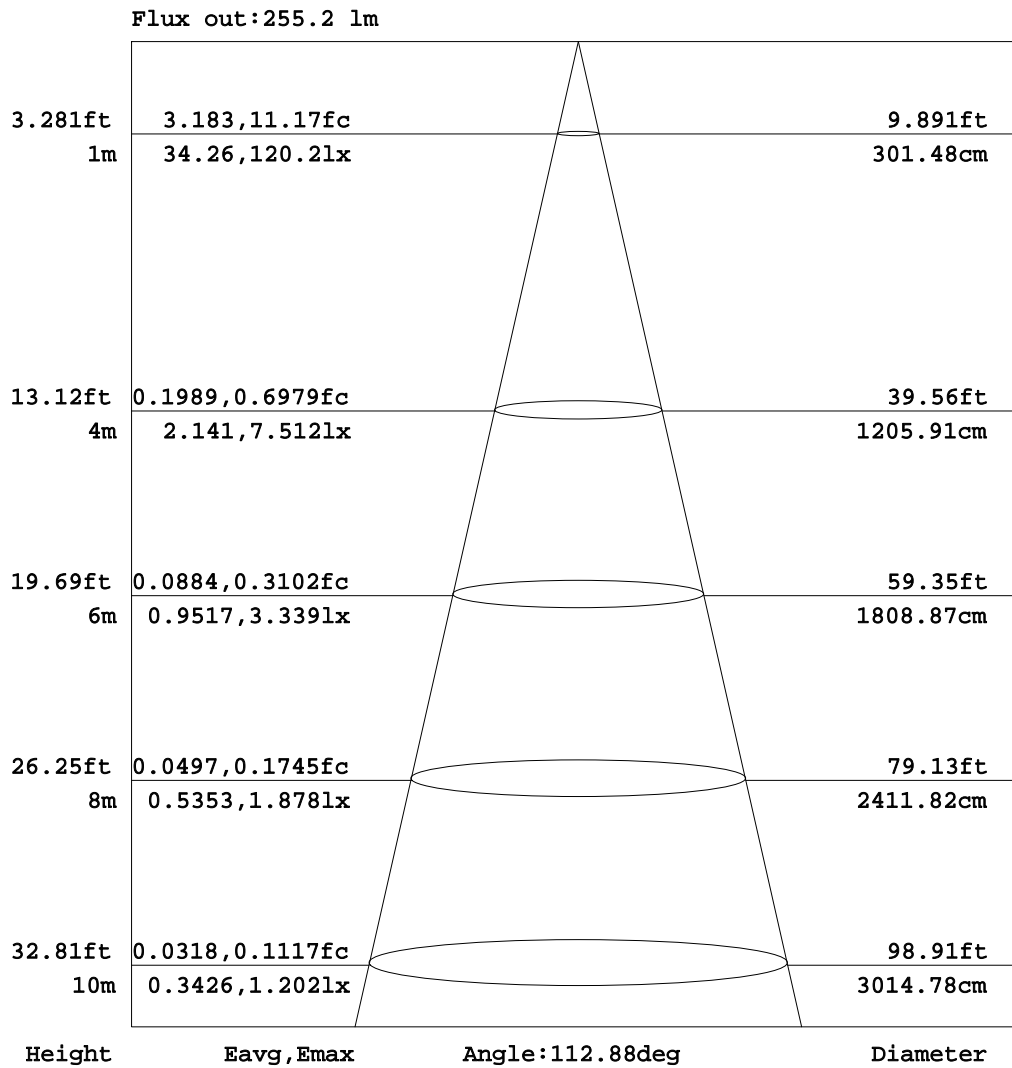 Flux out:255.2 lm
3.281ft 3.183,11.17fc 9.891ft
1m 34.26,120.2lx 301.48cm
13.12ft 0.1989,0.6979fc 39.56ft
4m 2.141,7.512lx 1205.91cm
19.69ft 0.0884,0.3102fc 59.35ft
6m 0.9517,3.339lx 1808.87cm
26.25ft 0.0497,0.1745fc 79.13ft
8m 0.5353,1.878lx 2411.82cm
32.81ft 0.0318,0.1117fc 98.91ft
10m 0.3426,1.202lx 3014.78cm
Height Eavg,Emax Angle:112.88deg Diameter